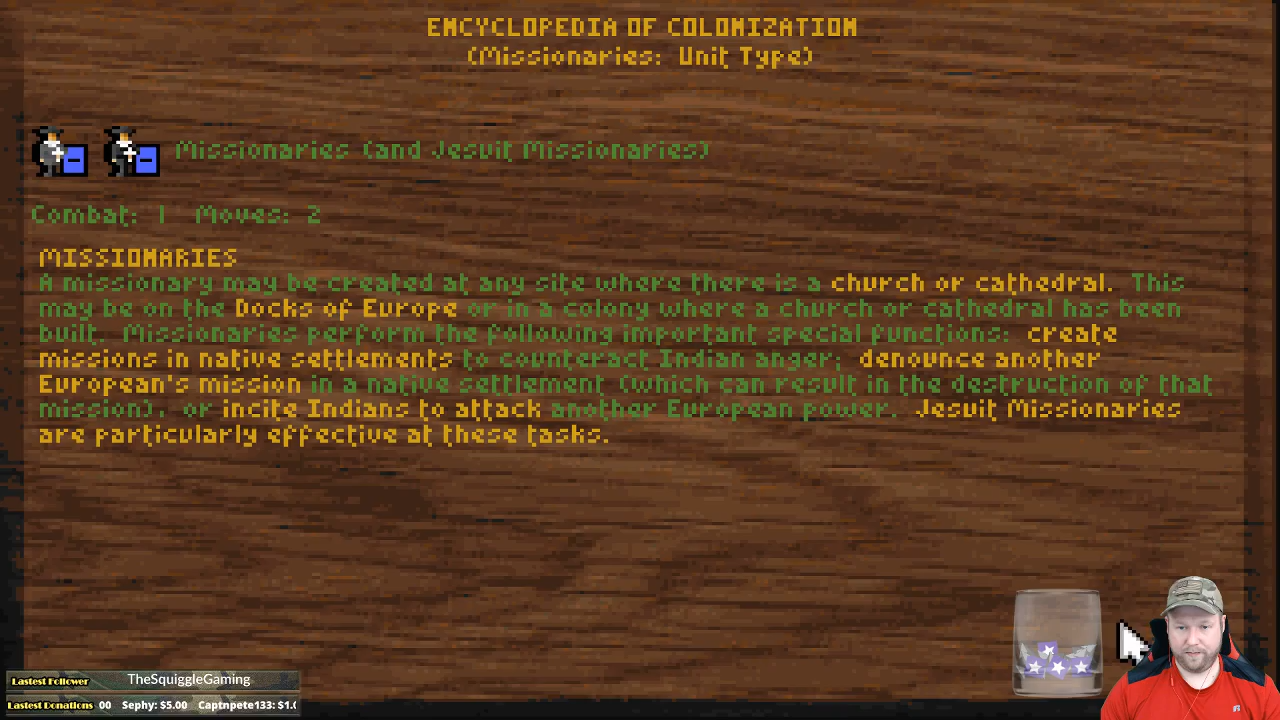 ENCYCLOPEDIA OF COLONIZATION
(Missionaries: Unit Type)
Missionaries (and Jesuit Missionaries)
Combat: 1 Moves: 2
MISSIONARIES
A missionary may be created at any site where there is a church or cathedral. This
may be on the Docks of Europe or in a colony where a church or cathedral has been
built. Missionaries perform the following important special functions: create
missions in native settlements to counteract Indian anger; denounce another
European's mission in a native settlement (which can result in the destruction of that
mission). or incite Indians to attack another European power. Jesuit Missionaries
are particularly effective at these tasks.
Lastest Follower TheSquiggleGaming
Lastest Donations 00 Sephy: $5.00 Captnpete133: $1.